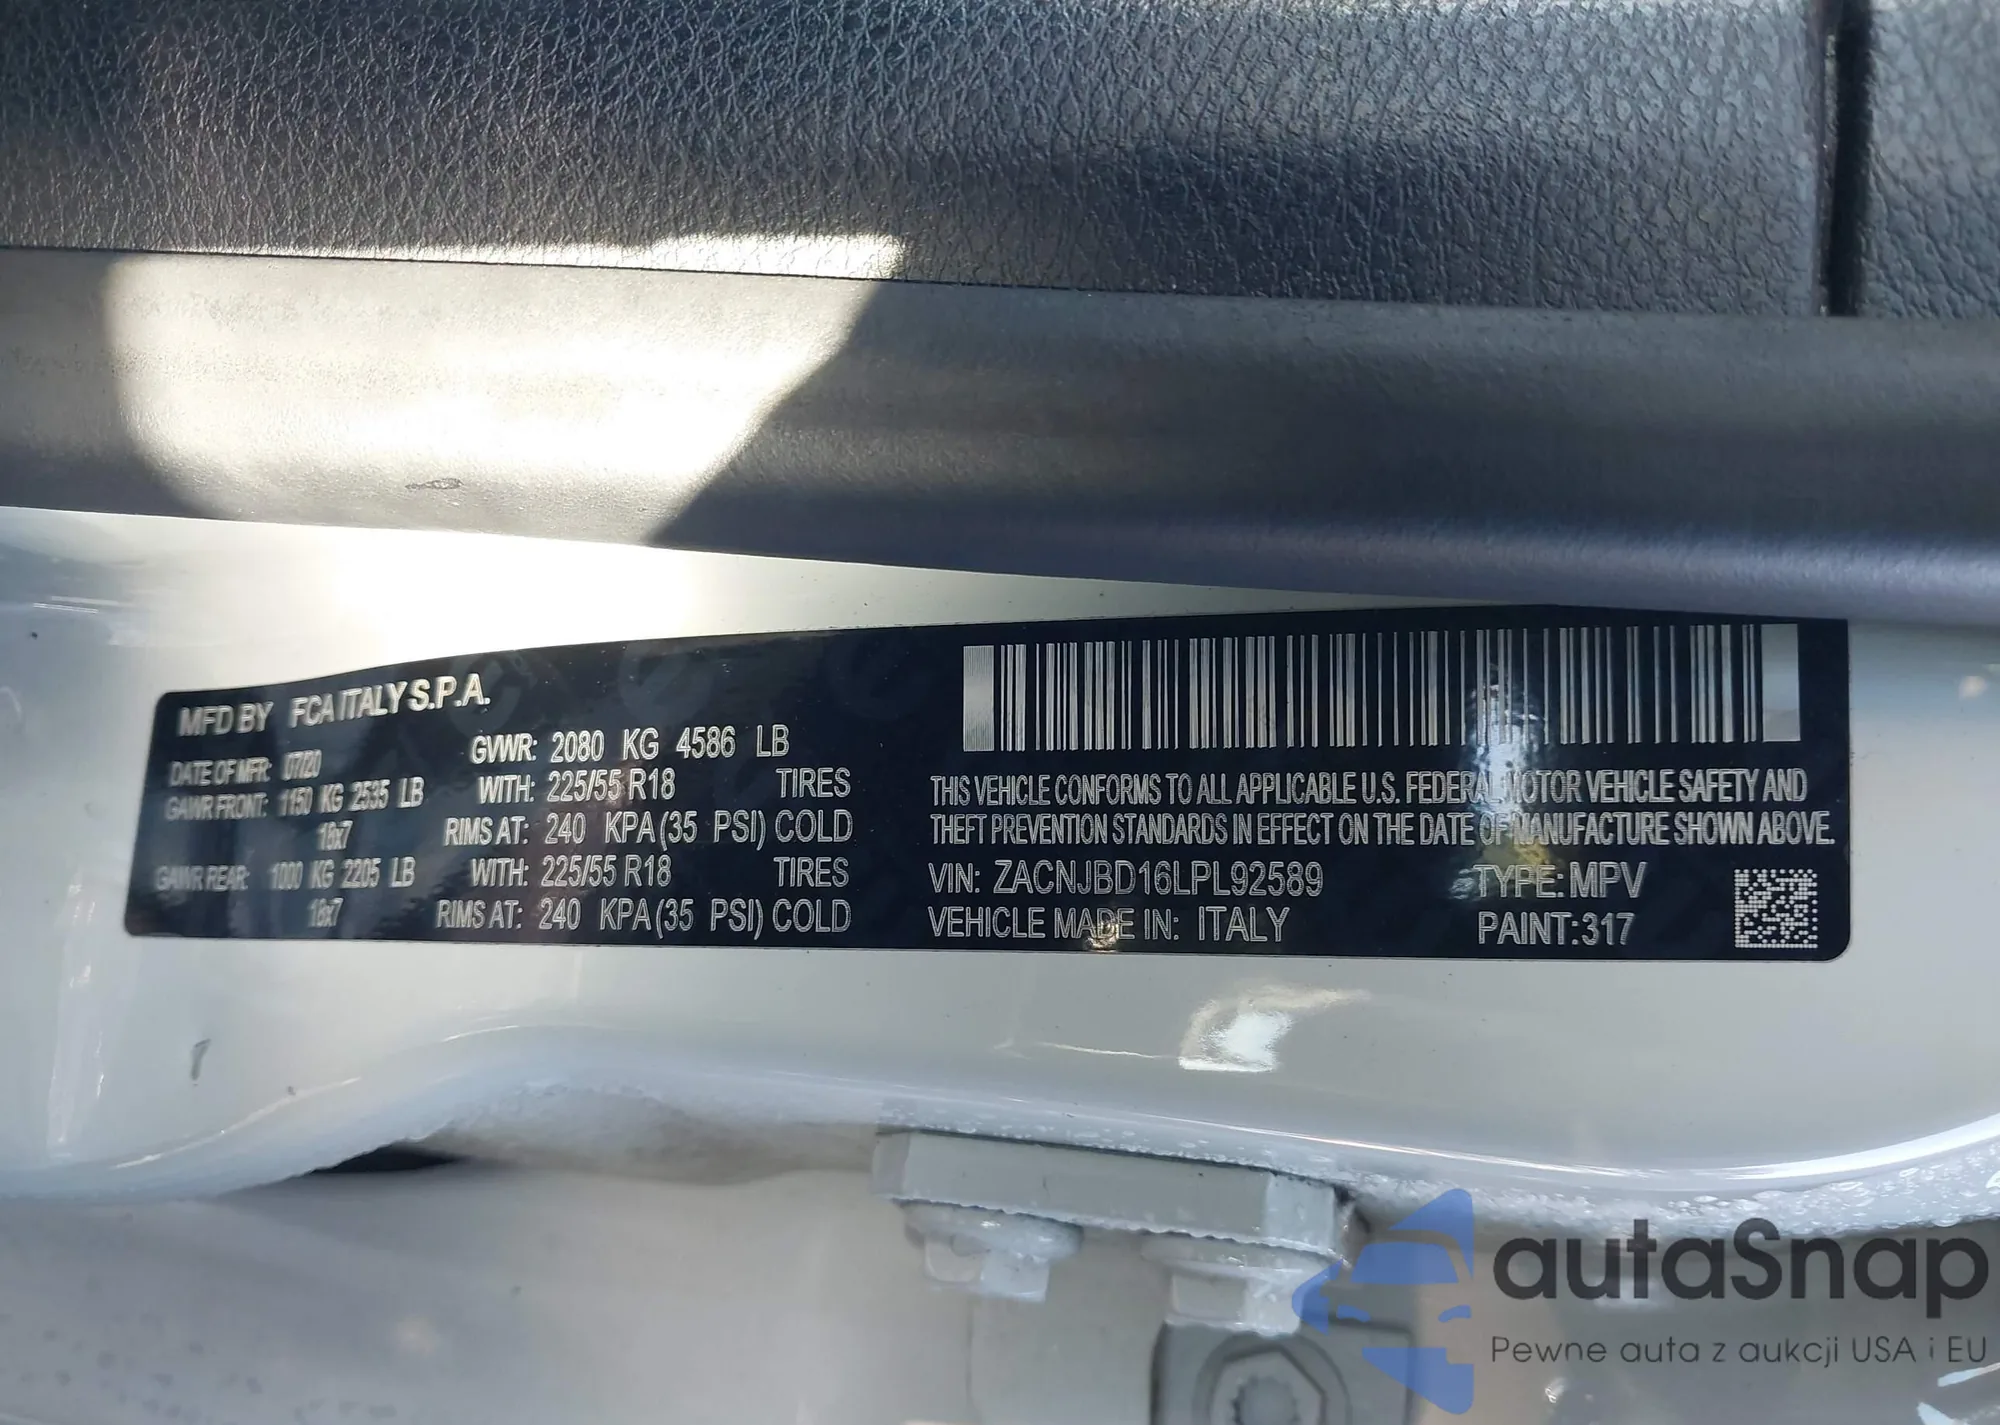 MFD BY FCA ITALY S.P.A.
DATE OF MFR: 07/20 GVWR: 2080 KG 4586 LB
GAWR FRONT: 1150 KG 2535 LB WITH: 225/55 R18 TIRES
18x7 RIMS AT: 240 KPA (35 PSI) COLD
GAWR REAR: 1000 KG 2205 LB WITH: 225/55 R18 TIRES
18x7 RIMS AT: 240 KPA (35 PSI) COLD
THIS VEHICLE CONFORMS TO ALL APPLICABLE U.S. FEDERAL MOTOR VEHICLE SAFETY AND
THEFT PREVENTION STANDARDS IN EFFECT ON THE DATE OF MANUFACTURE SHOWN ABOVE.
VIN: ZACNJBD16LPL92589 TYPE: MPV
VEHICLE MADE IN: ITALY PAINT: 317
autaSnap
Pewne auta z aukcji USA i EU